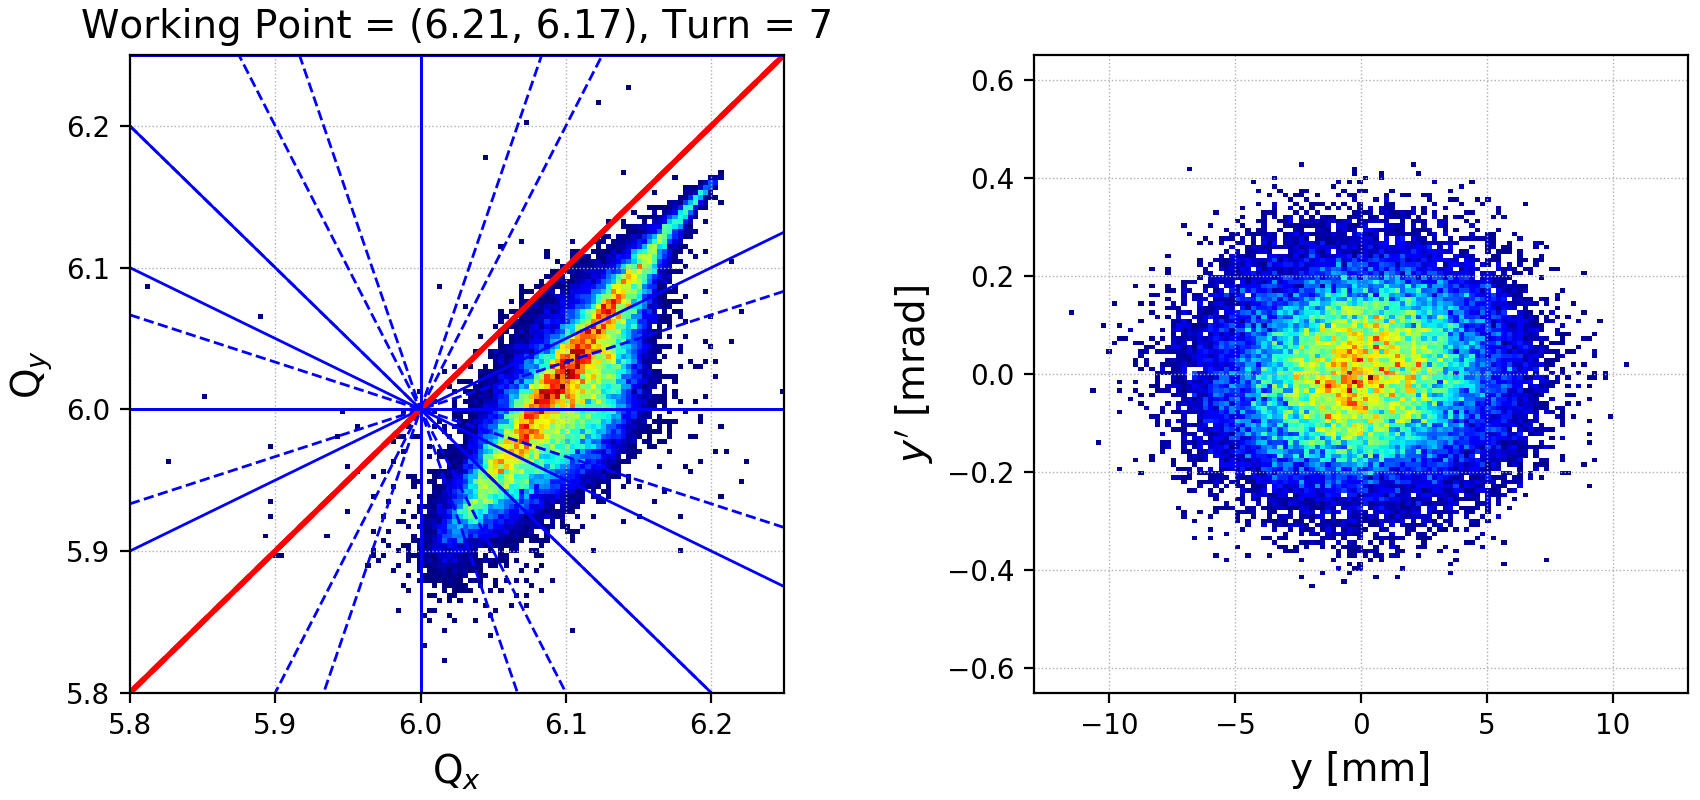 Working Point = (6.21, 6.17), Turn = 7
6.2
6.1
6.0
5.9
5.8
Q_y
5.8 5.9 6.0 6.1 6.2
Q_x
0.6
0.4
0.2
0.0
−0.2
−0.4
−0.6
y′ [mrad]
−10 −5 0 5 10
y [mm]